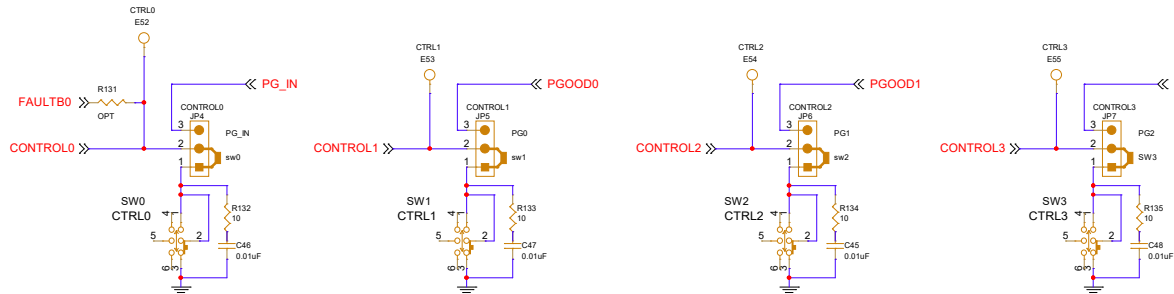 CTRL0
E52
R131
OPT
FAULTB0
CONTROL0
PG_IN
CONTROL0
JP4
3
2
1
PG_IN
sw0
SW0
CTRL0
4
1
5
2
6
3
R132
10
C46
0.01uF
CTRL1
E53
CONTROL1
PGOOD0
CONTROL1
JP5
3
2
1
PG0
sw1
SW1
CTRL1
4
1
5
2
6
3
R133
10
C47
0.01uF
CTRL2
E54
CONTROL2
PGOOD1
CONTROL2
JP6
3
2
1
PG1
sw2
SW2
CTRL2
4
1
5
2
6
3
R134
10
C45
0.01uF
CTRL3
E55
CONTROL3
CONTROL3
JP7
3
2
1
PG2
SW3
SW3
CTRL3
4
1
5
2
6
3
R135
10
C48
0.01uF